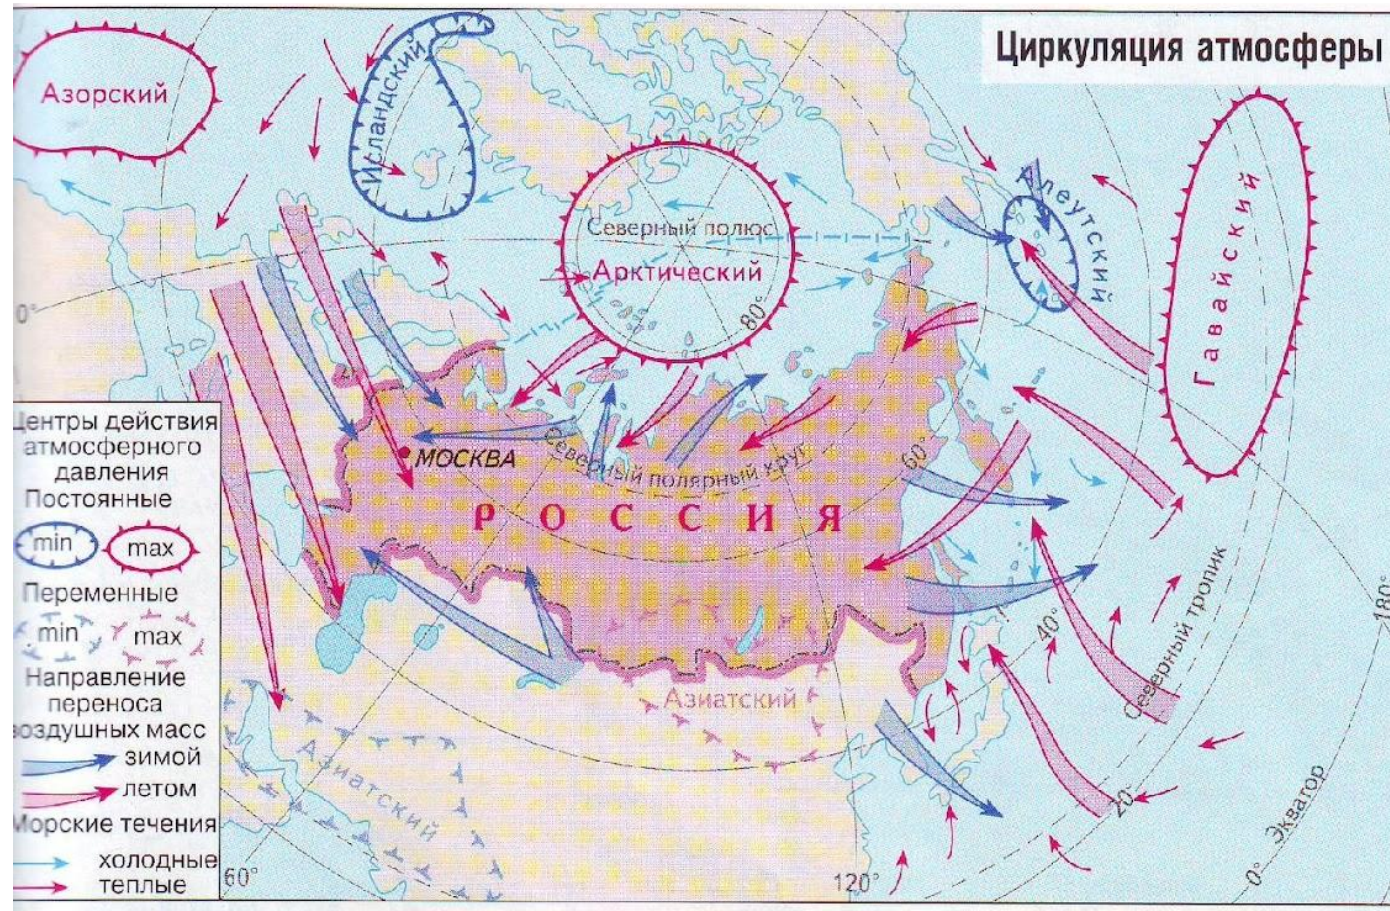 Циркуляция атмосферы
Азорский
Исландский
Алеутский
Гавайский
Северный полюс
Арктический
80°
0°
Центры действия
атмосферного
давления
Постоянные
min
max
Переменные
min
max
Направление
переноса
воздушных масс
зимой
летом
Морские течения
холодные
теплые
МОСКВА
Северный полярный круг
60°
РОССИЯ
Азиатский
Азиатский
40°
Северный тропик
180°
20°
Экватор
0°
60°
120°